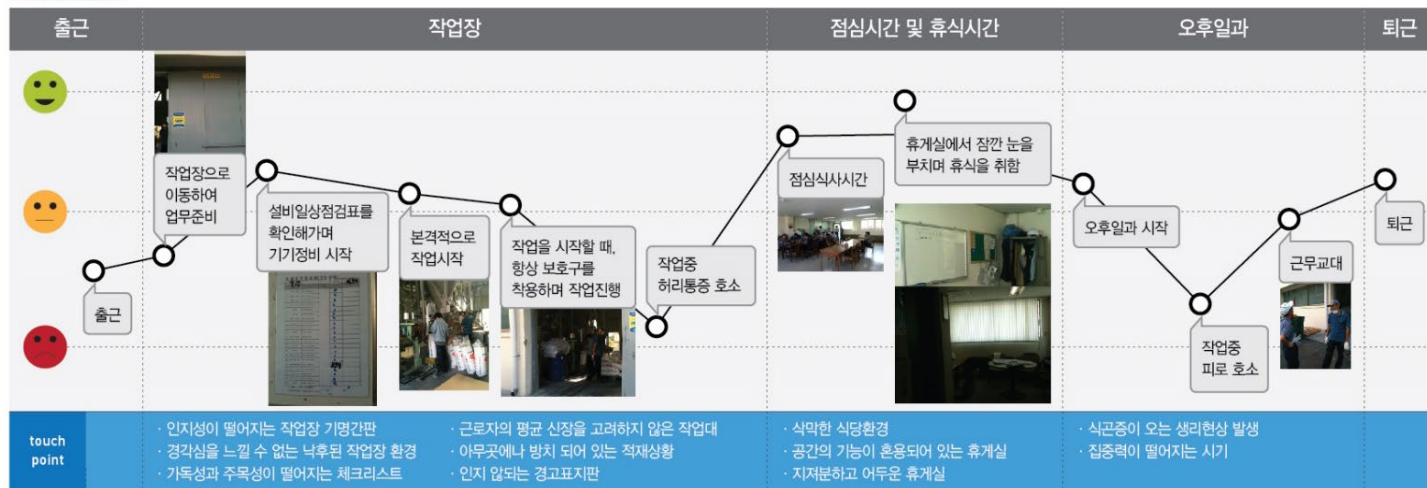 출근
작업장
점심시간 및 휴식시간
오후일과
퇴근
출근
작업장으로
이동하여
업무준비
설비일상점검표를
확인해가며
기기정비 시작
본격적으로
작업시작
작업을 시작할 때,
항상 보호구를
착용하며 작업진행
작업중
허리통증 호소
점심식사시간
휴게실에서 잠깐 눈을
부치며 휴식을 취함
오후일과 시작
작업중
피로 호소
근무교대
퇴근
touch
point
· 인지성이 떨어지는 작업장 기명간판
· 경각심을 느낄 수 없는 낙후된 작업장 환경
· 가독성과 주목성이 떨어지는 체크리스트
· 근로자의 평균 신장을 고려하지 않은 작업대
· 아무곳에나 방치 되어 있는 적재상황
· 인지 않되는 경고표지판
· 삭막한 식당환경
· 공간의 기능이 혼용되어 있는 휴게실
· 지져분하고 어두운 휴게실
· 식곤증이 오는 생리현상 발생
· 집중력이 떨어지는 시기